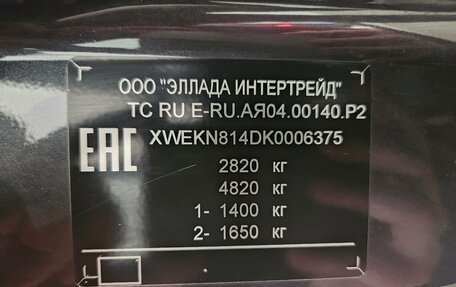 ООО "ЭЛЛАДА ИНТЕРТРЕЙД"
ТС RU E-RU.АЯ04.00140.Р2
EAC XWEKN814DK0006375
2820 кг
4820 кг
1- 1400 кг
2- 1650 кг